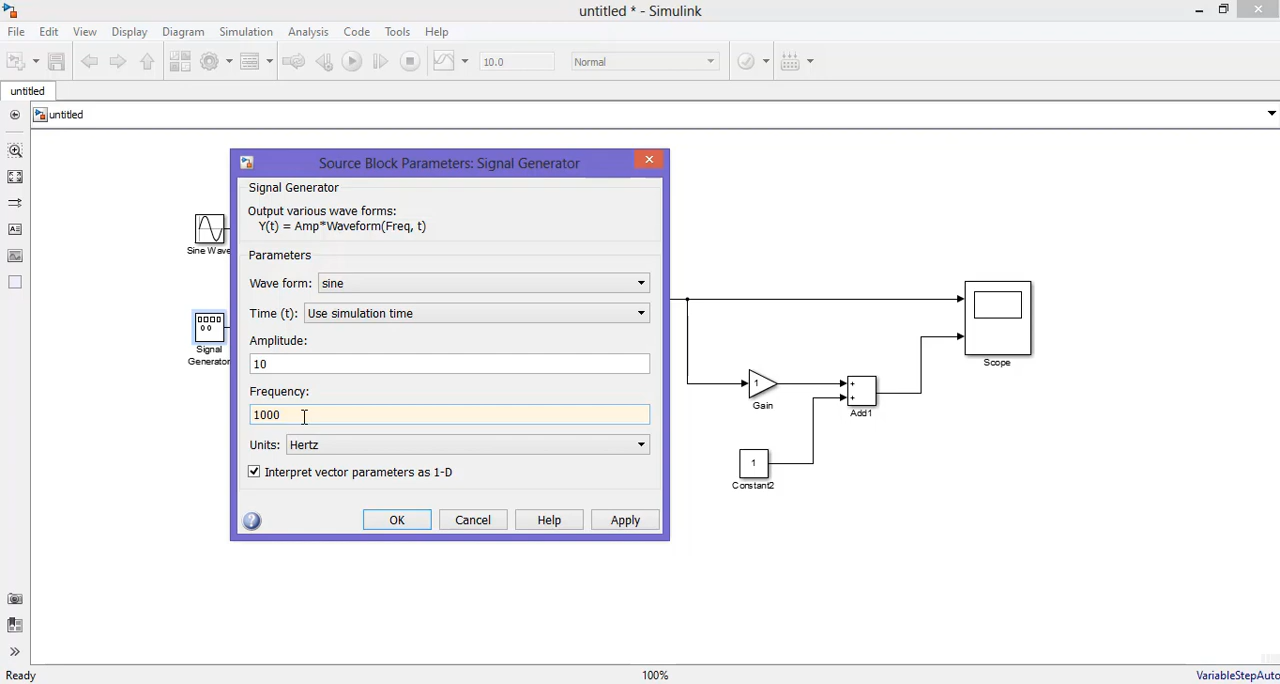 untitled * - Simulink
File Edit View Display Diagram Simulation Analysis Code Tools Help
10.0 Normal
untitled
untitled
Source Block Parameters: Signal Generator
Signal Generator
Output various wave forms:
Y(t) = Amp*Waveform(Freq, t)
Parameters
Wave form: sine
Time (t): Use simulation time
Amplitude:
10
Frequency:
1000
Units: Hertz
Interpret vector parameters as 1-D
OK Cancel Help Apply
Sine Wave
Signal
Generator
Scope
1
Gain
+
+
Add1
1
Constant2
Ready 100% VariableStepAuto